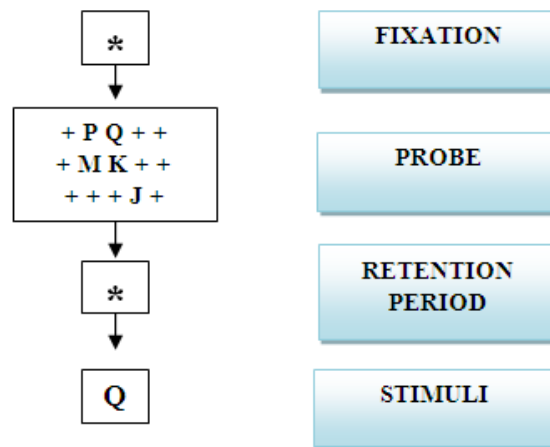 *
FIXATION
+ P Q + +
+ M K + +
+ + + J +
PROBE
*
RETENTION
PERIOD
Q
STIMULI